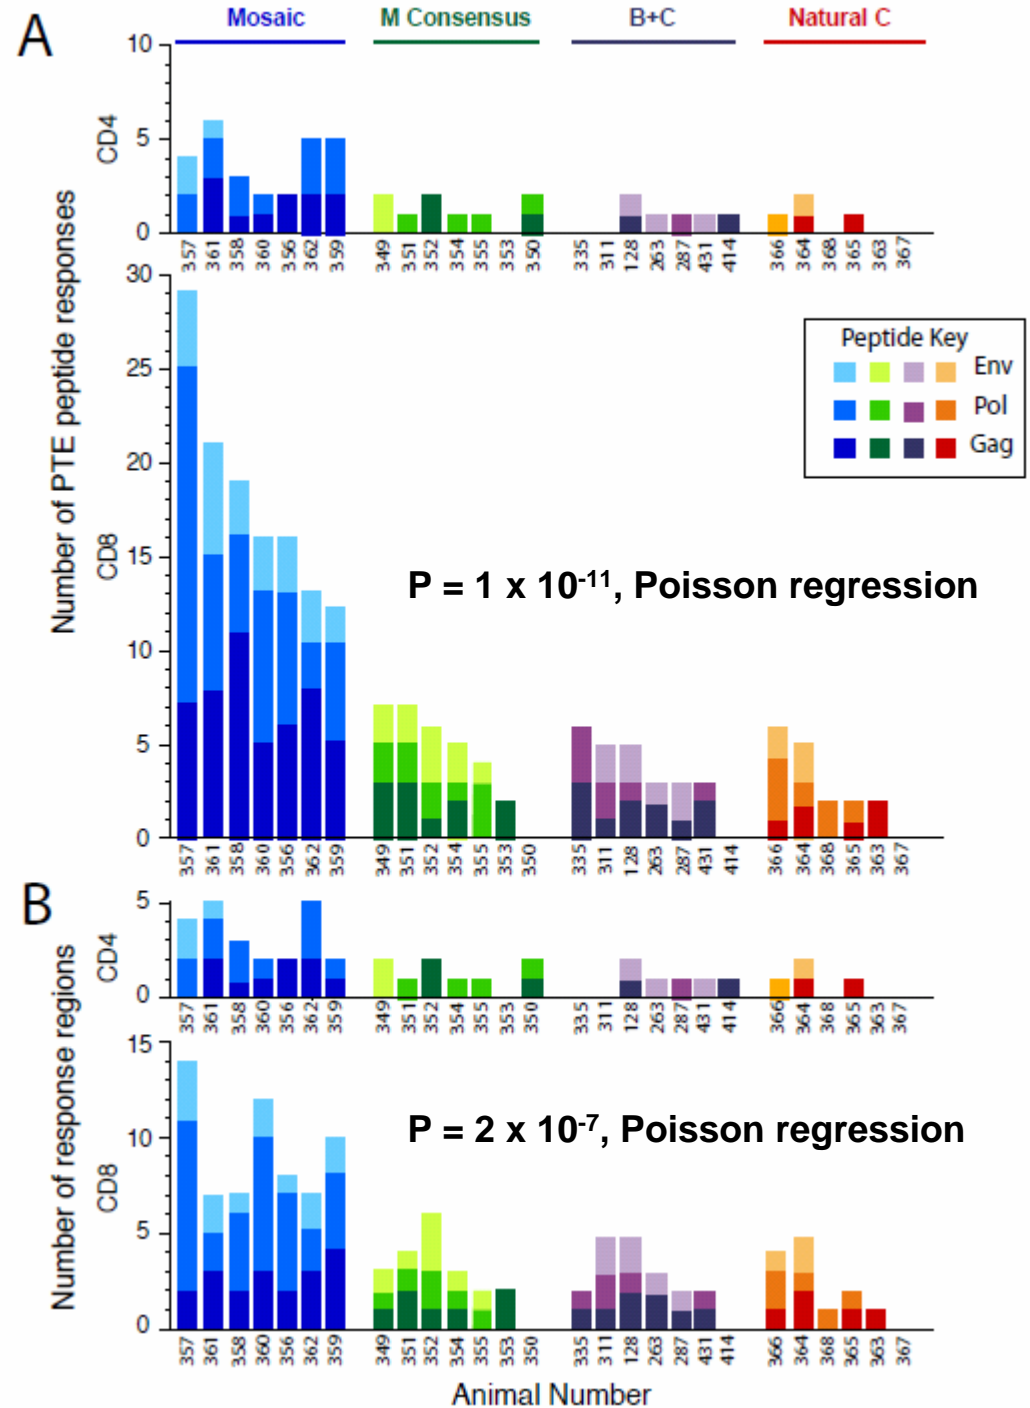 A
Mosaic
M Consensus
B+C
Natural C
Number of PTE peptide responses
CD4
10
5
0
357 361 358 360 356 362 359 349 351 352 354 355 353 350 335 311 128 263 287 431 414 366 364 368 365 363 367
CD8
30
25
20
15
10
5
0
Peptide Key
Env
Pol
Gag
P = 1 x 10-11, Poisson regression
357 361 358 360 356 362 359 349 351 352 354 355 353 350 335 311 128 263 287 431 414 366 364 368 365 363 367
B
Number of response regions
CD4
5
0
357 361 358 360 356 362 359 349 351 352 354 355 353 350 335 311 128 263 287 431 414 366 364 368 365 363 367
CD8
15
10
5
0
P = 2 x 10-7, Poisson regression
357 361 358 360 356 362 359 349 351 352 354 355 353 350 335 311 128 263 287 431 414 366 364 368 365 363 367
Animal Number